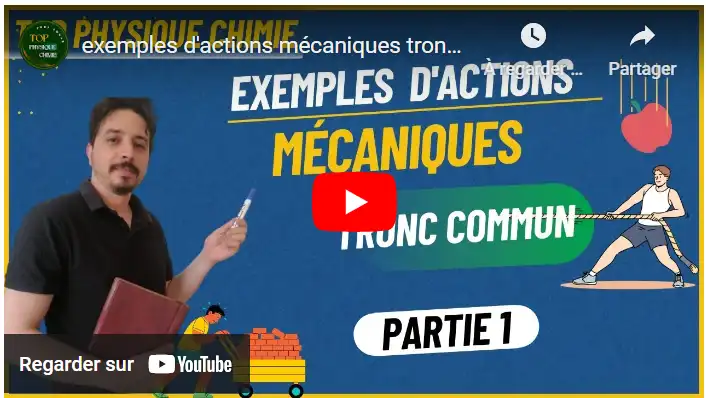 TOP PHYSIQUE CHIMIE
TOP
PHYSIQUE
CHIMIE
exemples d'actions mécaniques tron...
À regarder ...
Partager
EXEMPLES D'ACTIONS
MÉCANIQUES
TRONC COMMUN
PARTIE 1
Regarder sur YouTube